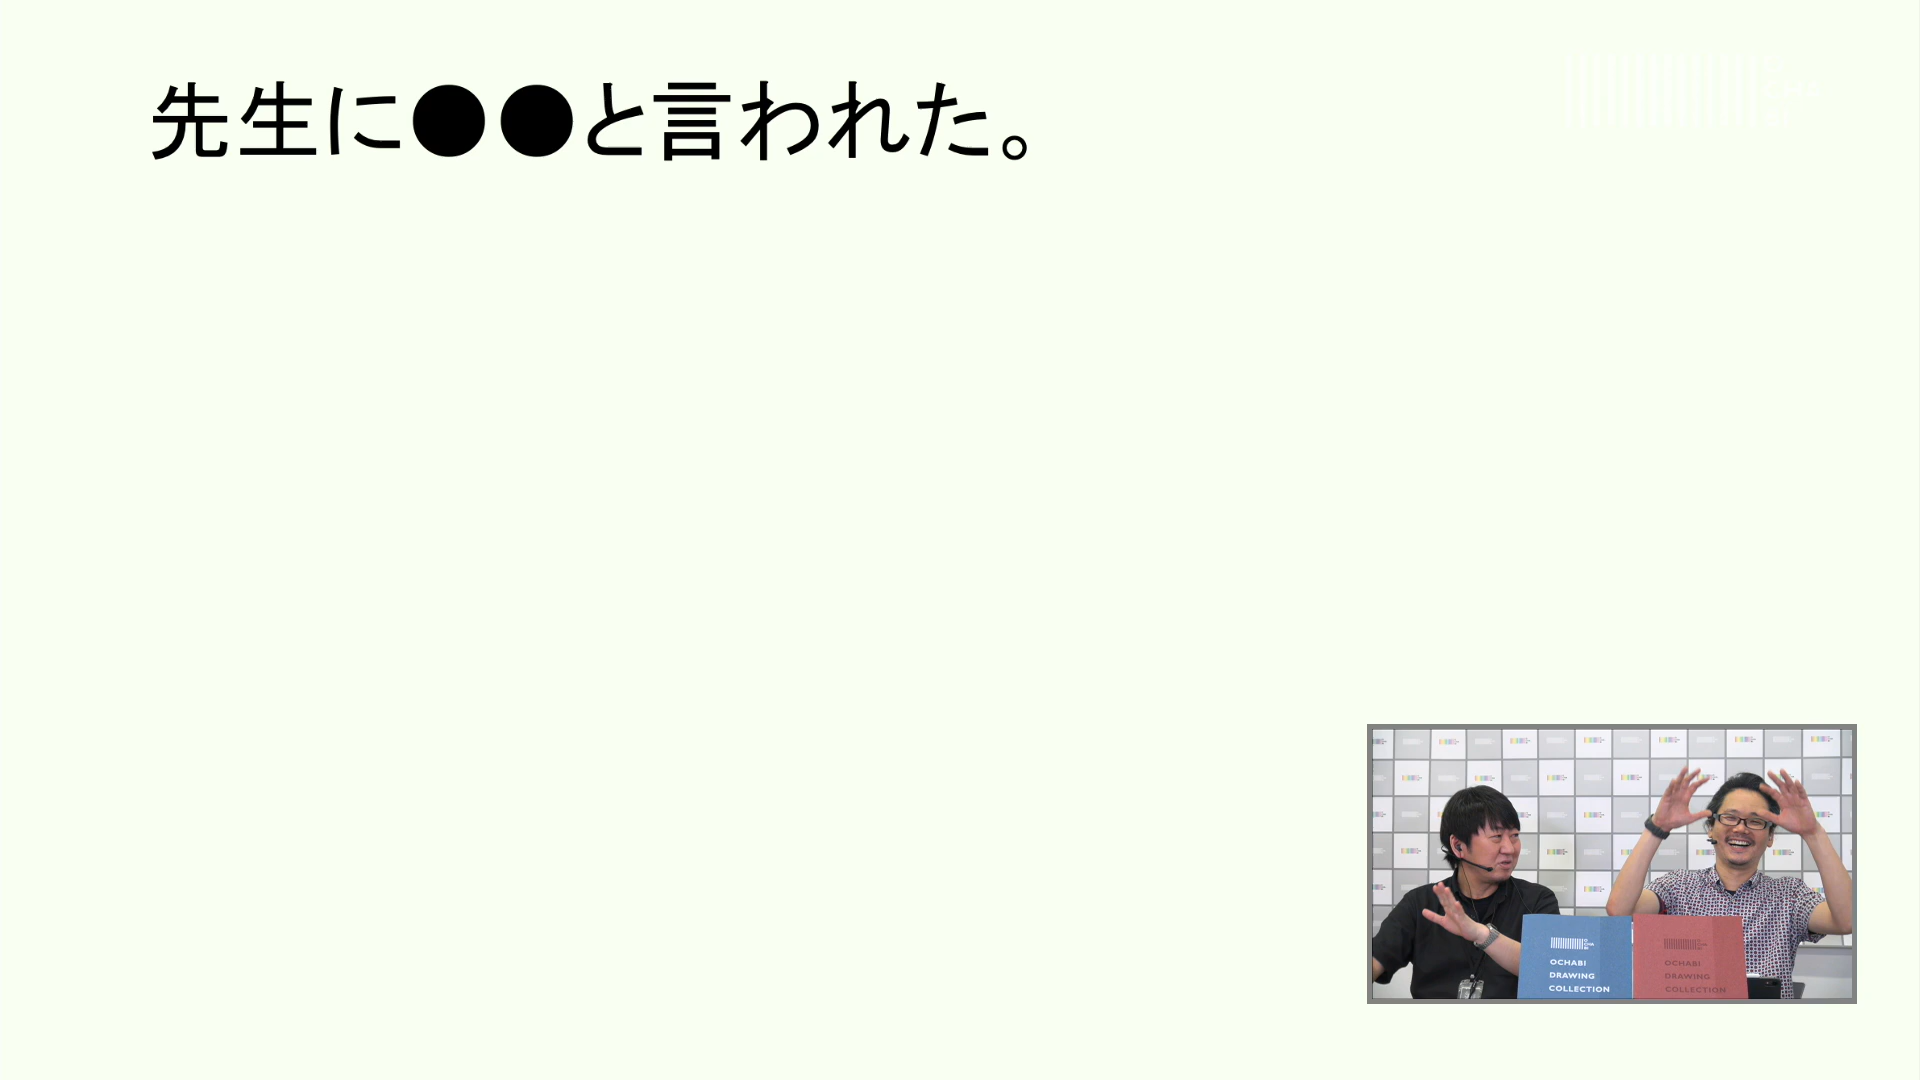 先生に●●と言われた。
OCHABI
DRAWING
COLLECTION
OCHABI
DRAWING
COLLECTION